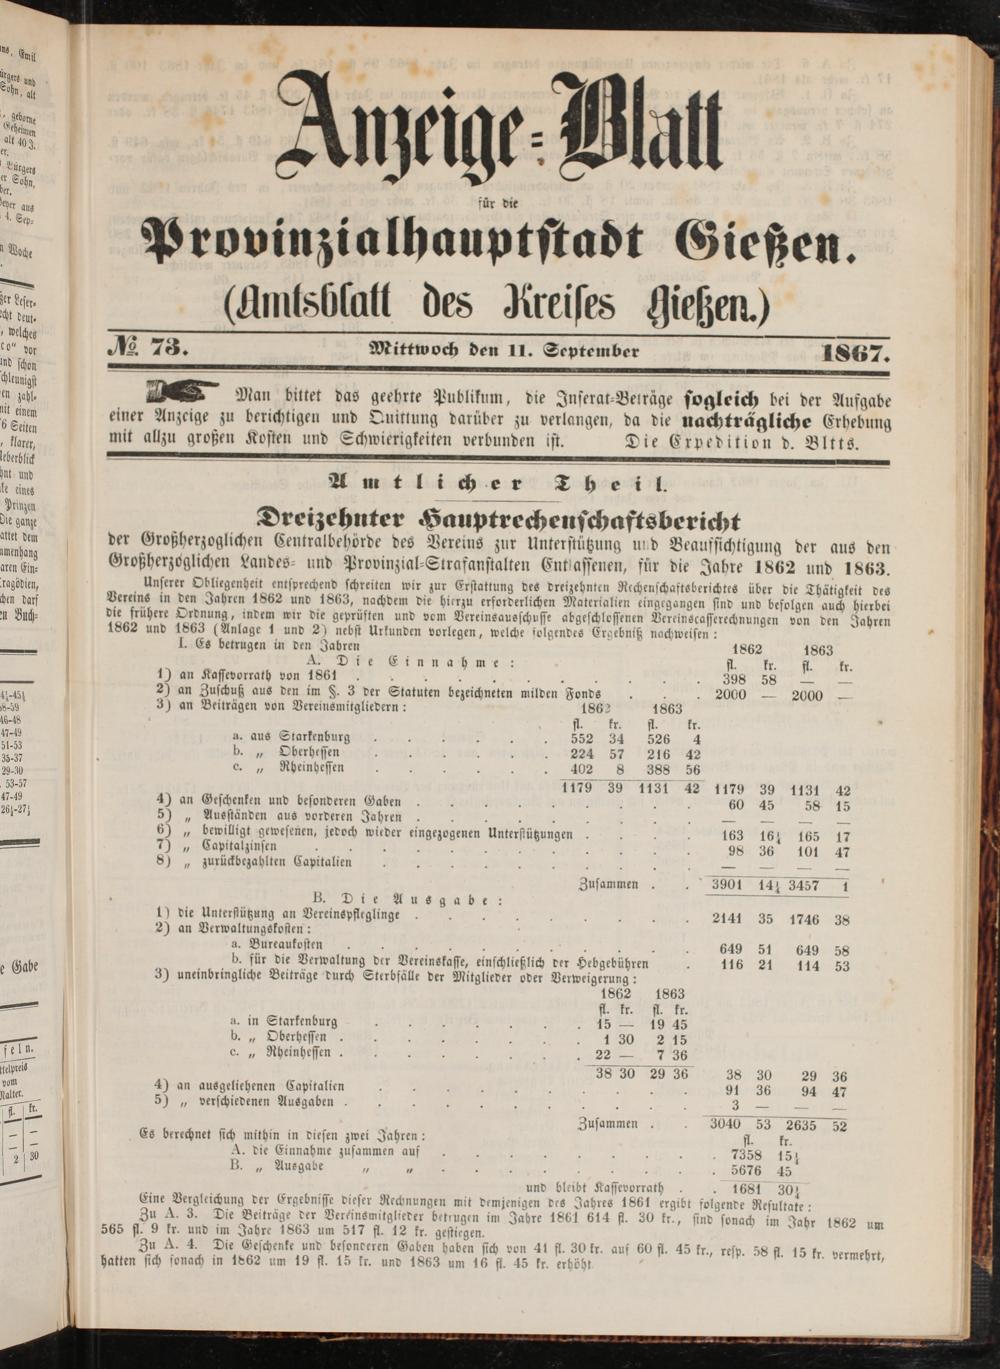 Anzeige-Blatt
für die
Provinzialhauptstadt Gießen.
(Amtsblatt des Kreises Gießen.)
№ 73. Mittwoch den 11. September 1867.
Man bittet das geehrte Publikum, die Inserat-Beträge sogleich bei der Aufgabe
einer Anzeige zu berichtigen und Quittung darüber zu verlangen, da die nachträgliche Erhebung
mit allzu großen Kosten und Schwierigkeiten verbunden ist. Die Expedition d. Bltts.
Amtlicher Theil.
Dreizehnter Hauptrechenschaftsbericht
der Großherzoglichen Centralbehörde des Vereins zur Unterstützung und Beaufsichtigung der aus den
Großherzoglichen Landes- und Provinzial-Strafanstalten Entlassenen, für die Jahre 1862 und 1863.
Unserer Obliegenheit entsprechend schreiten wir zur Erstattung des dreizehnten Rechenschaftsberichtes über die Thätigkeit des
Vereins in den Jahren 1862 und 1863, nachdem die hierzu erforderlichen Materialien eingegangen sind und befolgen auch hierbei
die frühere Ordnung, indem wir die geprüften und vom Vereinsausschusse abgeschlossenen Vereinscasserechnungen von den Jahren
1862 und 1863 (Anlage 1 und 2) nebst Urkunden vorlegen, welche folgendes Ergebniß nachweisen:
I. Es betrugen in den Jahren 1862 1863
A. Die Einnahme: fl. kr. fl. kr.
1) an Kassevorrath von 1861 . . . 398 58 — —
2) an Zuschuß aus den im §. 3 der Statuten bezeichneten milden Fonds . . . 2000 — 2000 —
3) an Beiträgen von Vereinsmitgliedern: 1862 1863
fl. kr. fl. kr.
a. aus Starkenburg . . . 552 34 526 4
b. „ Oberhessen . . . 224 57 216 42
c. „ Rheinhessen . . . 402 8 388 56
1179 39 1131 42 1179 39 1131 42
4) an Geschenken und besonderen Gaben . . . 60 45 58 15
5) „ Ausständen aus vorderen Jahren . . . — — — —
6) „ bewilligt gewesenen, jedoch wieder eingezogenen Unterstützungen . . . 163 16¼ 165 17
7) „ Capitalzinsen . . . 98 36 101 47
8) „ zurückbezahlten Capitalien . . . — — — —
Zusammen . . 3901 14¼ 3457 1
B. Die Ausgabe:
1) die Unterstützung an Vereinspfleglinge . . . 2141 35 1746 38
2) an Verwaltungskosten:
a. Bureaukosten . . . 649 51 649 58
b. für die Verwaltung der Vereinskasse, einschließlich der Hebgebühren . 116 21 114 53
3) uneinbringliche Beiträge durch Sterbfälle der Mitglieder oder Verweigerung:
1862 1863
fl. kr. fl. kr.
a. in Starkenburg . . . 15 — 19 45
b. „ Oberhessen . . . 1 30 2 15
c. „ Rheinhessen . . . 22 — 7 36
38 30 29 36 38 30 29 36
4) an ausgeliehenen Capitalien . . . 91 36 94 47
5) „ verschiedenen Ausgaben . . . 3 — — —
Zusammen . . 3040 53 2635 52
Es berechnet sich mithin in diesen zwei Jahren: fl. kr.
A. die Einnahme zusammen auf . . . 7358 15¼
B. „ Ausgabe „ „ . . . 5676 45
und bleibt Kassevorrath . . 1681 30¼
Eine Vergleichung der Ergebnisse dieser Rechnungen mit demjenigen des Jahres 1861 ergibt folgende Resultate:
Zu A. 3. Die Beiträge der Vereinsmitglieder betrugen im Jahre 1861 614 fl. 30 kr., sind sonach im Jahr 1862 um
565 fl. 9 kr. und im Jahre 1863 um 517 fl. 12 kr. gestiegen.
Zu A. 4. Die Geschenke und besonderen Gaben haben sich von 41 fl. 30 kr. auf 60 fl. 45 kr., resp. 58 fl. 15 kr. vermehrt,
hatten sich sonach in 1862 um 19 fl. 15 kr. und 1863 um 16 fl. 45 kr. erhöht